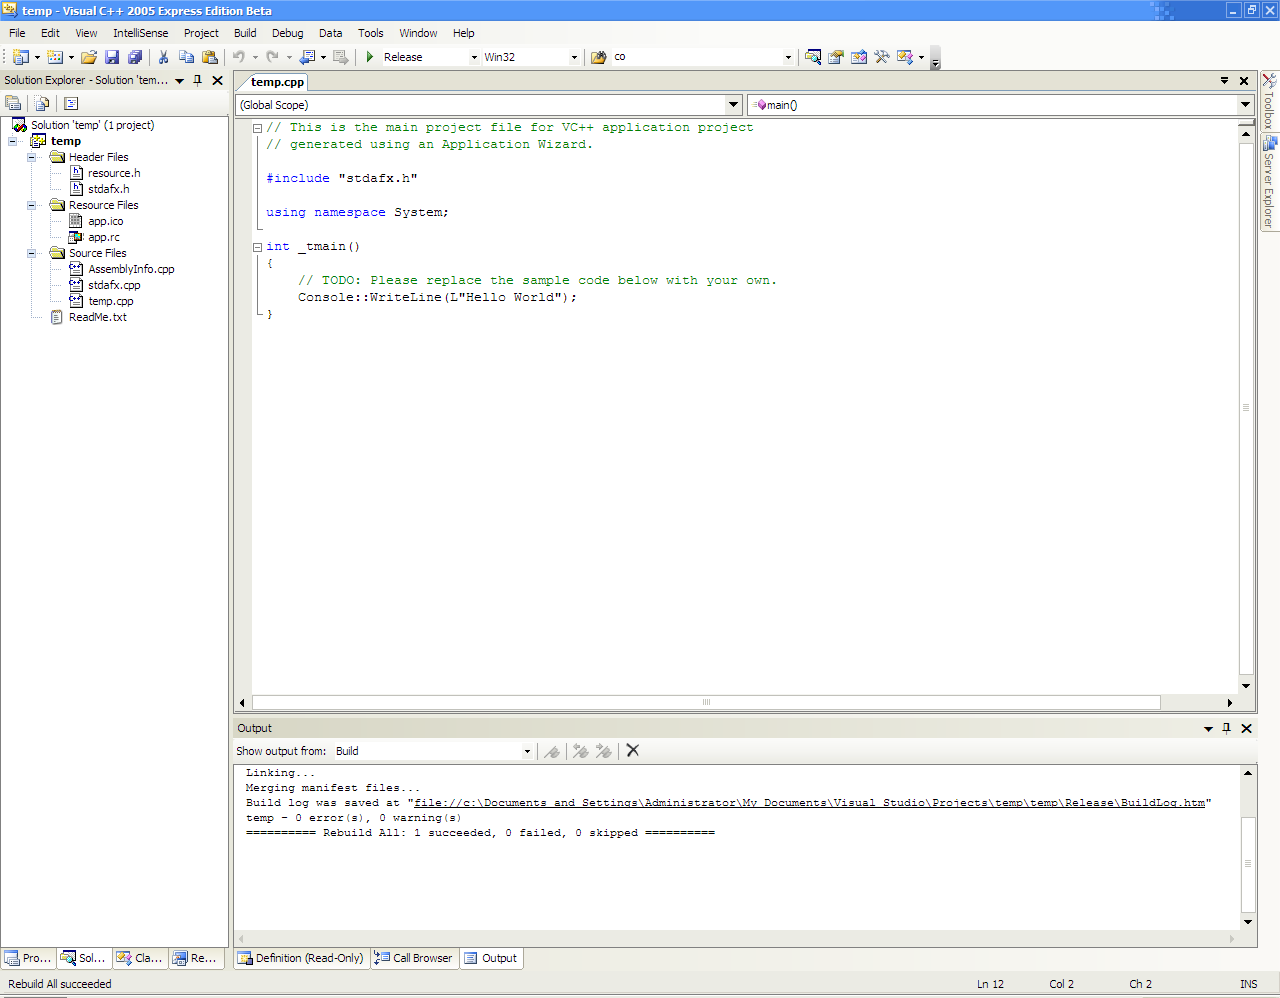 temp - Visual C++ 2005 Express Edition Beta
File Edit View IntelliSense Project Build Debug Data Tools Window Help
Release Win32 co
Solution Explorer - Solution 'tem...
Solution 'temp' (1 project)
temp
Header Files
resource.h
stdafx.h
Resource Files
app.ico
app.rc
Source Files
AssemblyInfo.cpp
stdafx.cpp
temp.cpp
ReadMe.txt
Pro... Sol... Cla... Re...
temp.cpp
(Global Scope) main()
// This is the main project file for VC++ application project
// generated using an Application Wizard.
#include "stdafx.h"
using namespace System;
int _tmain()
{
// TODO: Please replace the sample code below with your own.
Console::WriteLine(L"Hello World");
}
Toolbox
Server Explorer
Output
Show output from: Build
Linking...
Merging manifest files...
Build log was saved at "file://c:\Documents and Settings\Administrator\My Documents\Visual Studio\Projects\temp\temp\Release\BuildLog.htm"
temp - 0 error(s), 0 warning(s)
========== Rebuild All: 1 succeeded, 0 failed, 0 skipped ==========
Definition (Read-Only) Call Browser Output
Rebuild All succeeded Ln 12 Col 2 Ch 2 INS